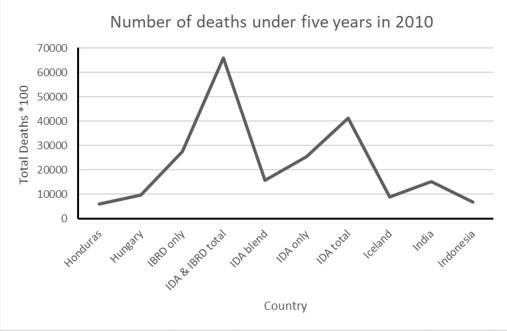 Number of deaths under five years in 2010
Total Deaths *100
70000
60000
50000
40000
30000
20000
10000
0
Honduras
Hungary
IBRD only
IDA & IBRD total
IDA blend
IDA only
IDA total
Iceland
India
Indonesia
Country